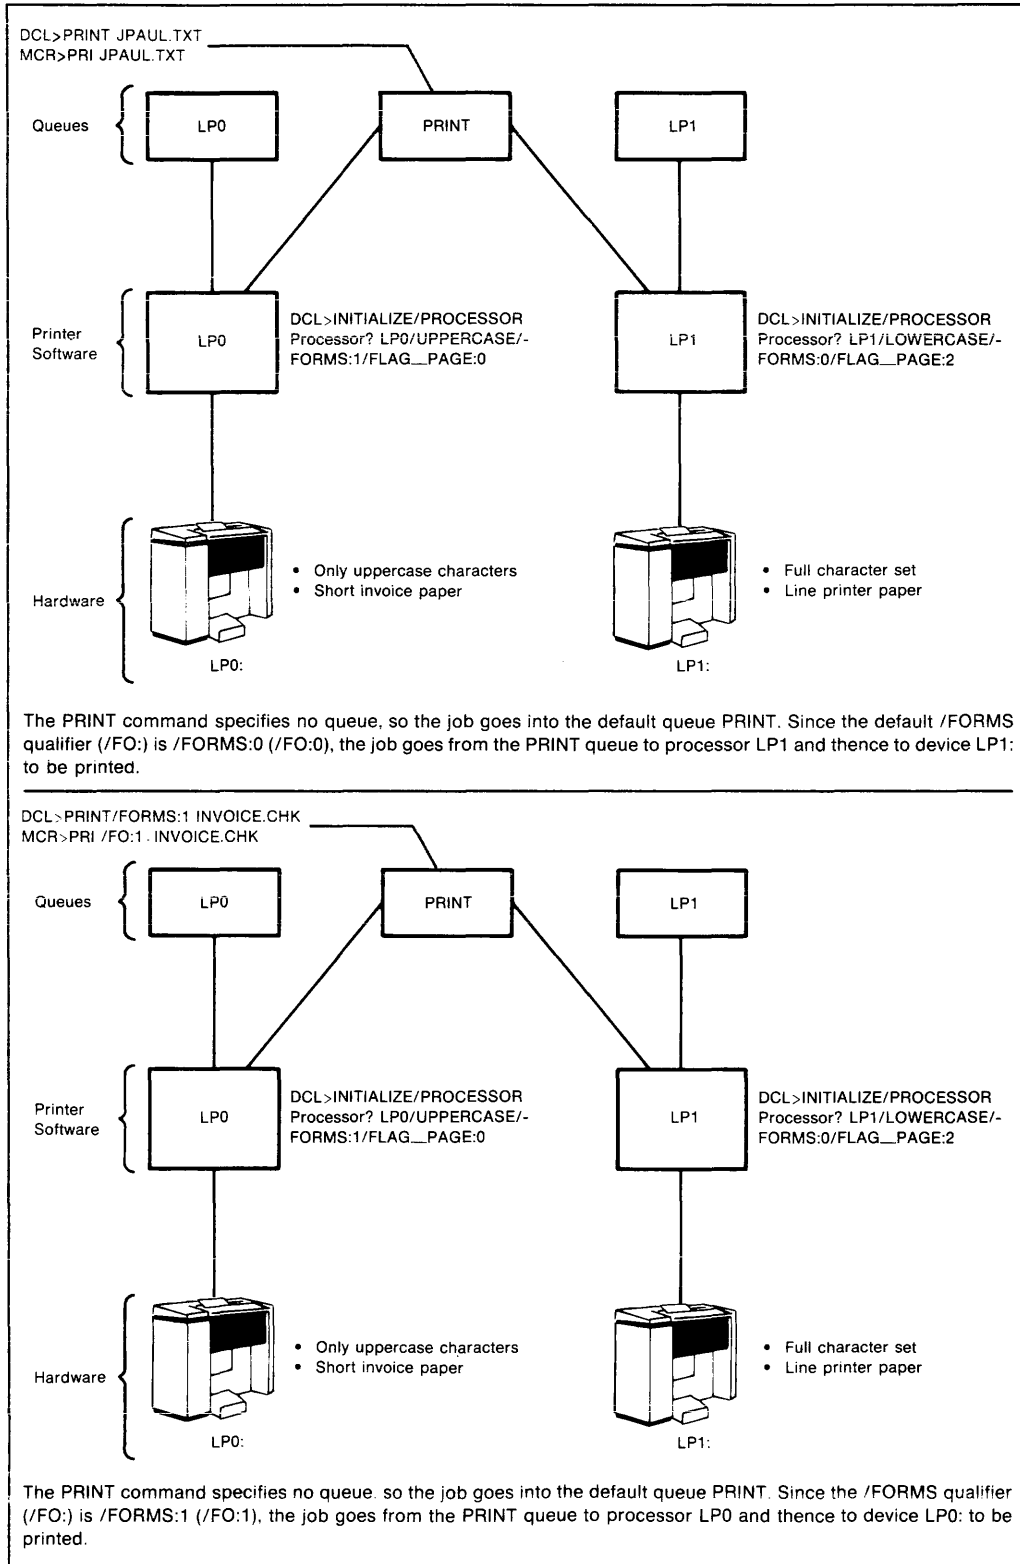 DCL>PRINT JPAUL.TXT
MCR>PRI JPAUL.TXT
Queues
LP0
PRINT
LP1
Printer
Software
LP0
DCL>INITIALIZE/PROCESSOR
Processor? LP0/UPPERCASE/-
FORMS:1/FLAG__PAGE:0
LP1
DCL>INITIALIZE/PROCESSOR
Processor? LP1/LOWERCASE/-
FORMS:0/FLAG__PAGE:2
Hardware
• Only uppercase characters
• Short invoice paper
LP0:
• Full character set
• Line printer paper
LP1:
The PRINT command specifies no queue, so the job goes into the default queue PRINT. Since the default /FORMS
qualifier (/FO:) is /FORMS:0 (/FO:0), the job goes from the PRINT queue to processor LP1 and thence to device LP1:
to be printed.
DCL>PRINT/FORMS:1 INVOICE.CHK
MCR>PRI /FO:1 INVOICE.CHK
Queues
LP0
PRINT
LP1
Printer
Software
LP0
DCL>INITIALIZE/PROCESSOR
Processor? LP0/UPPERCASE/-
FORMS:1/FLAG__PAGE:0
LP1
DCL>INITIALIZE/PROCESSOR
Processor? LP1/LOWERCASE/-
FORMS:0/FLAG__PAGE:2
Hardware
• Only uppercase characters
• Short invoice paper
LP0:
• Full character set
• Line printer paper
LP1:
The PRINT command specifies no queue. so the job goes into the default queue PRINT. Since the /FORMS qualifier
(/FO:) is /FORMS:1 (/FO:1), the job goes from the PRINT queue to processor LP0 and thence to device LP0: to be
printed.